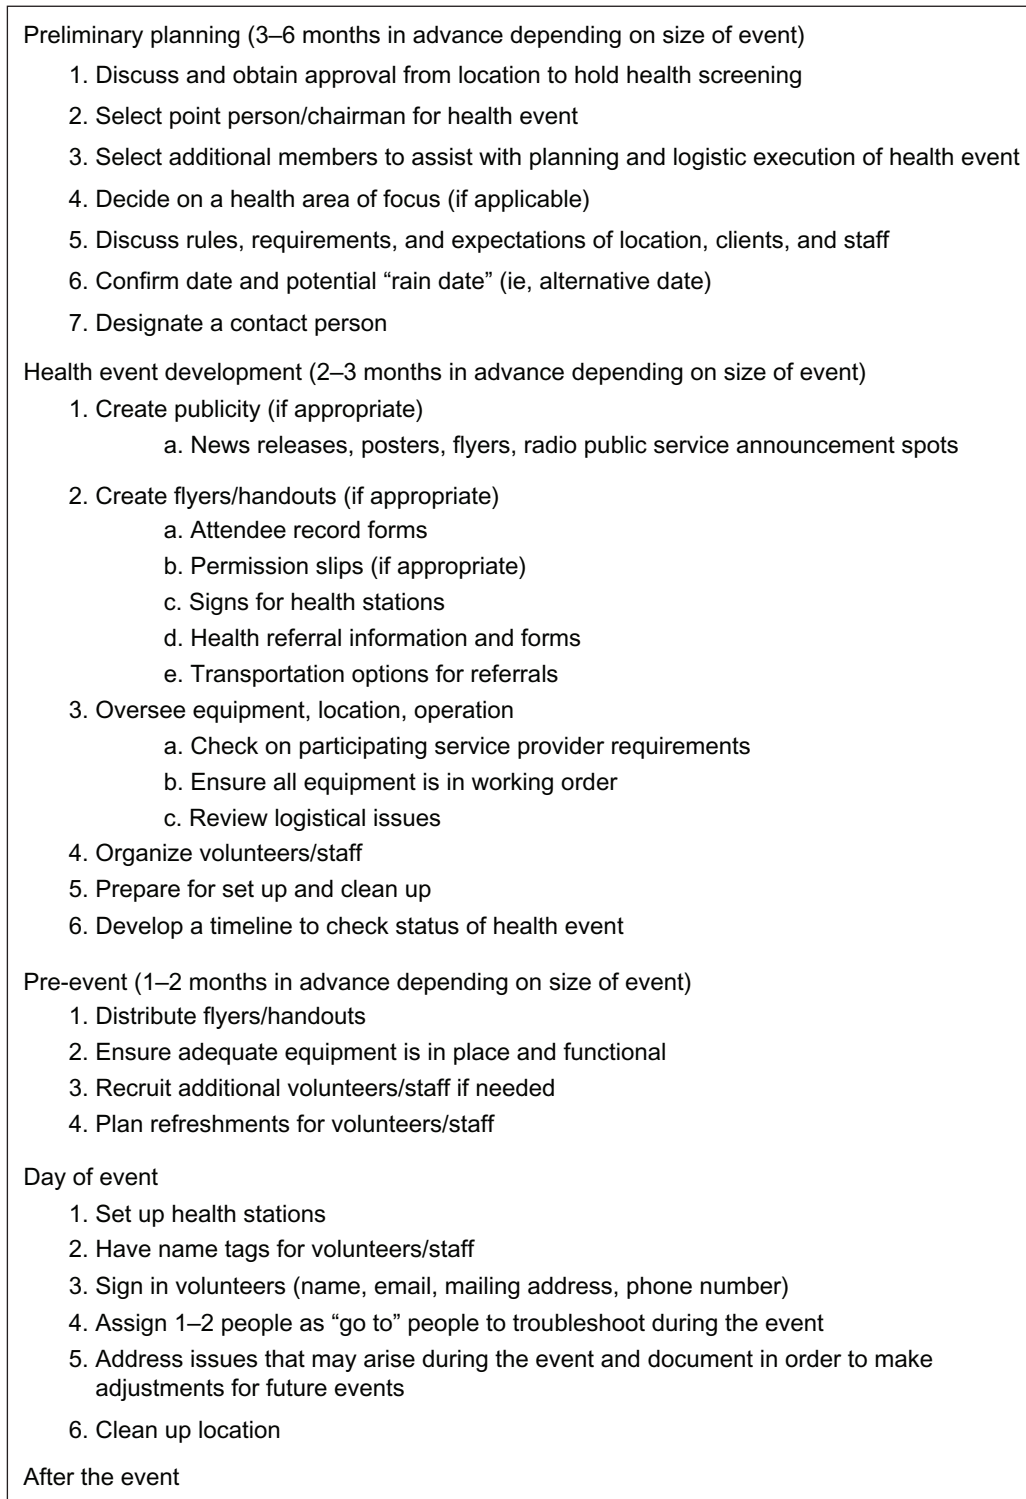 Preliminary planning (3–6 months in advance depending on size of event)
1. Discuss and obtain approval from location to hold health screening
2. Select point person/chairman for health event
3. Select additional members to assist with planning and logistic execution of health event
4. Decide on a health area of focus (if applicable)
5. Discuss rules, requirements, and expectations of location, clients, and staff
6. Confirm date and potential “rain date” (ie, alternative date)
7. Designate a contact person
Health event development (2–3 months in advance depending on size of event)
1. Create publicity (if appropriate)
a. News releases, posters, flyers, radio public service announcement spots
2. Create flyers/handouts (if appropriate)
a. Attendee record forms
b. Permission slips (if appropriate)
c. Signs for health stations
d. Health referral information and forms
e. Transportation options for referrals
3. Oversee equipment, location, operation
a. Check on participating service provider requirements
b. Ensure all equipment is in working order
c. Review logistical issues
4. Organize volunteers/staff
5. Prepare for set up and clean up
6. Develop a timeline to check status of health event
Pre-event (1–2 months in advance depending on size of event)
1. Distribute flyers/handouts
2. Ensure adequate equipment is in place and functional
3. Recruit additional volunteers/staff if needed
4. Plan refreshments for volunteers/staff
Day of event
1. Set up health stations
2. Have name tags for volunteers/staff
3. Sign in volunteers (name, email, mailing address, phone number)
4. Assign 1–2 people as “go to” people to troubleshoot during the event
5. Address issues that may arise during the event and document in order to make
adjustments for future events
6. Clean up location
After the event